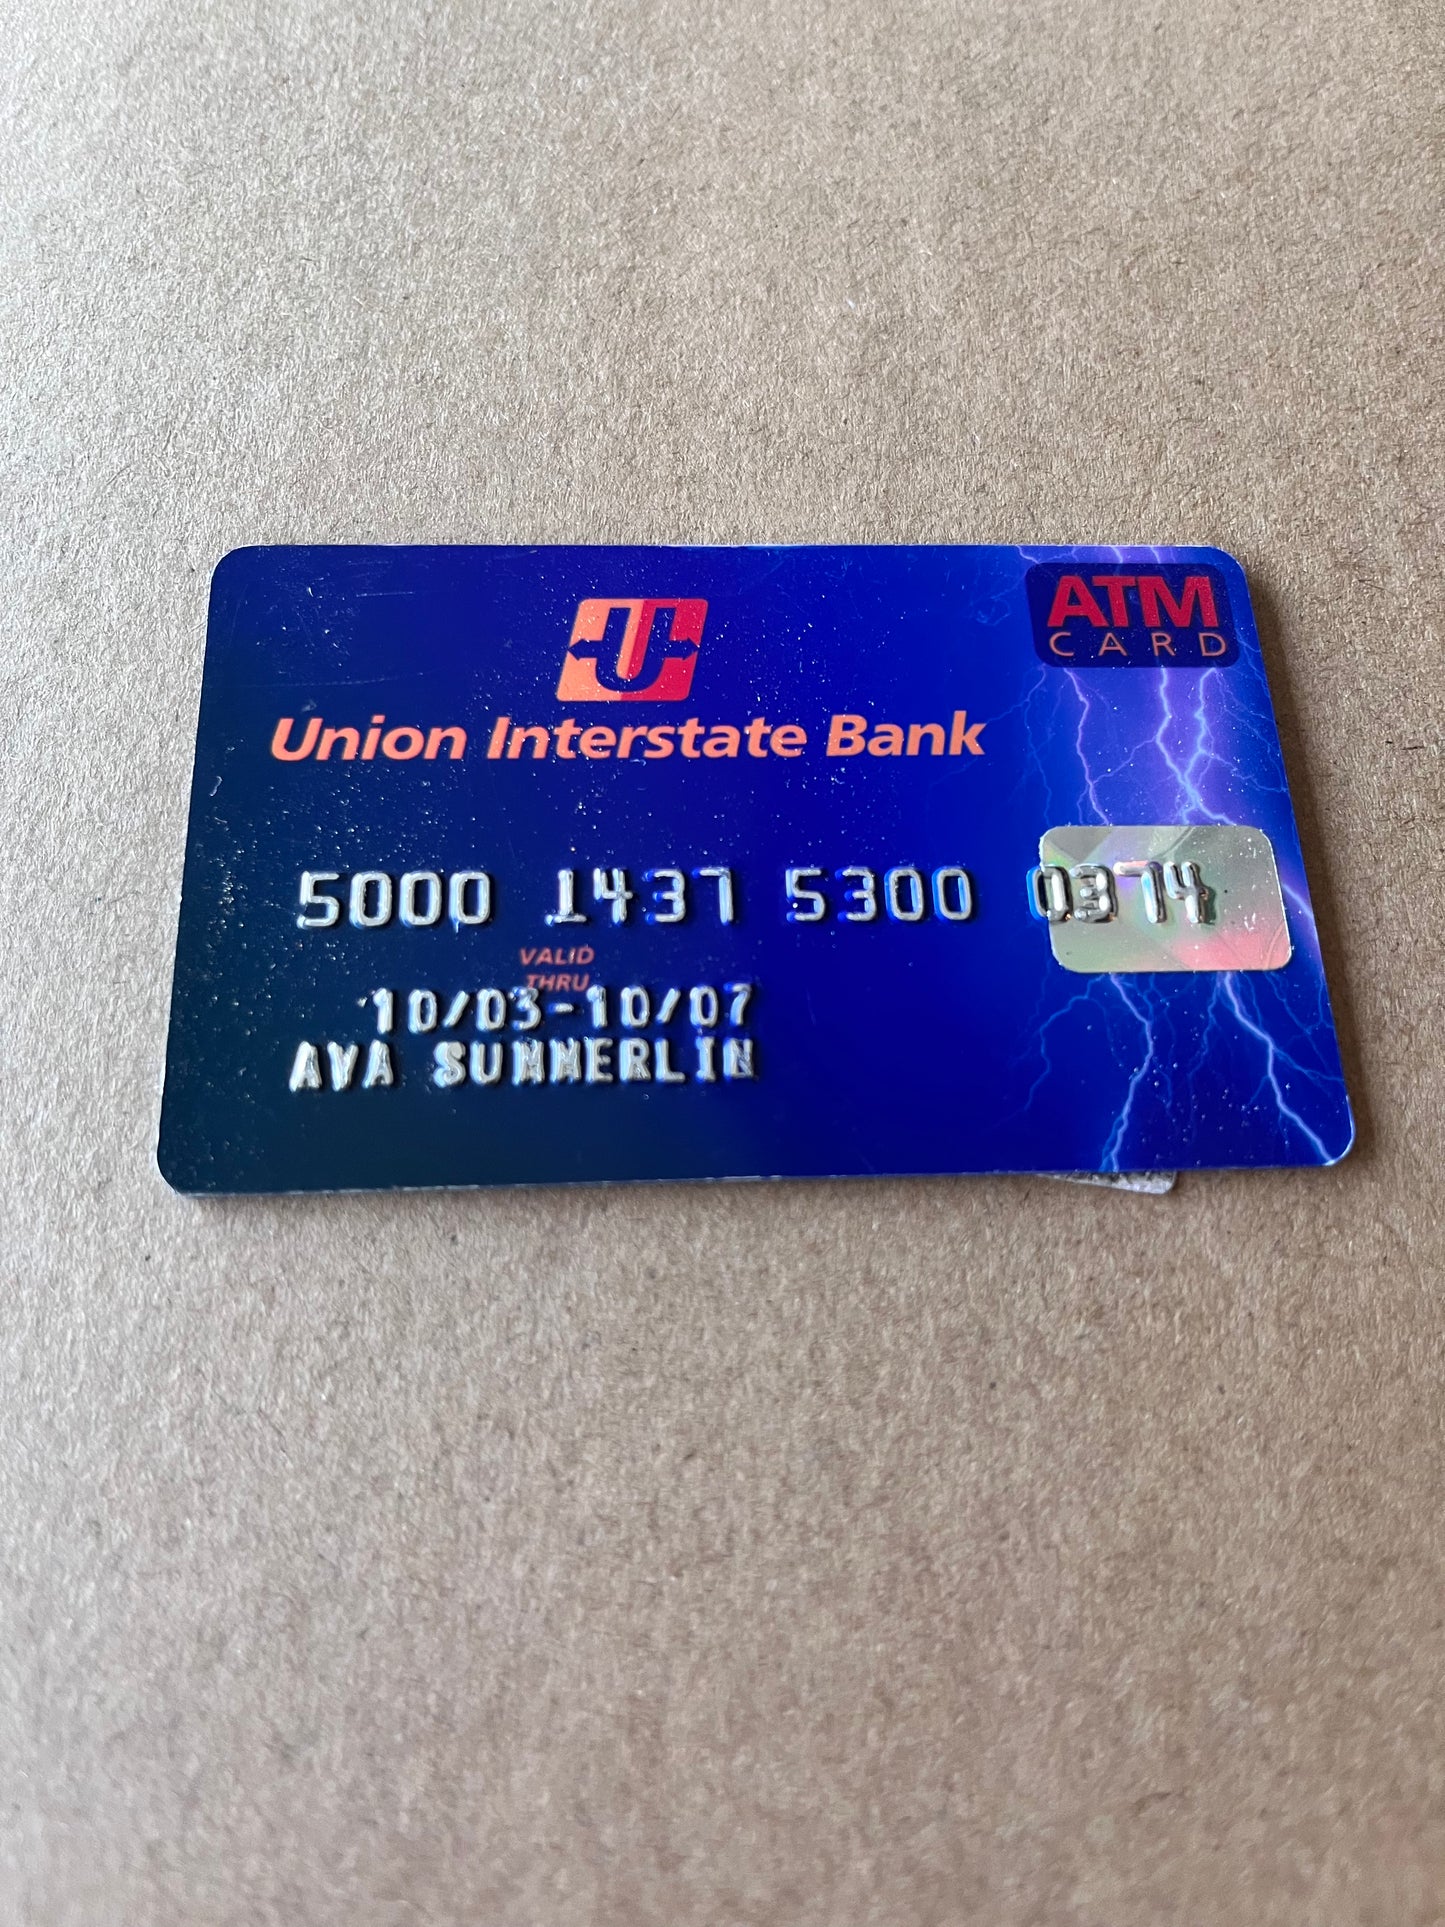 ATM
CARD
U
Union Interstate Bank
5000 1437 5300 0374
VALID
THRU
10/03-10/07
AVA SUMMERLIN